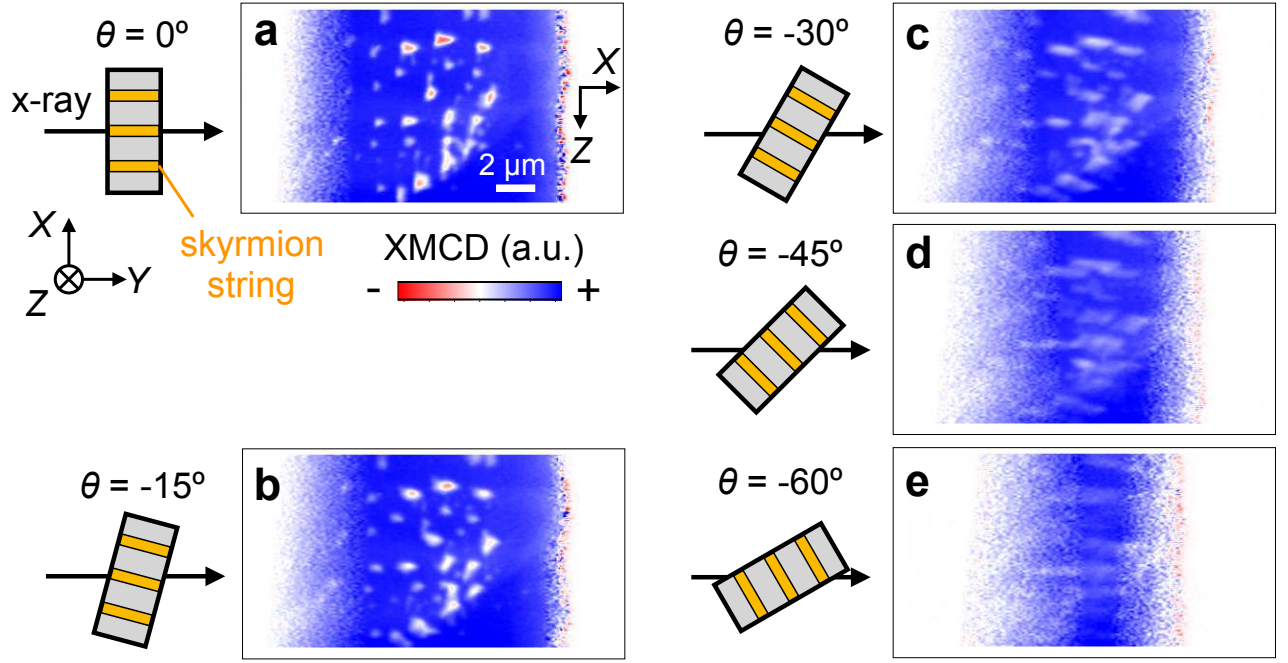 θ = 0º
x-ray
X
Z
Y
skyrmion
string
a
X
Z
2 μm
XMCD (a.u.)
- +
θ = -15º
b
θ = -30º
c
θ = -45º
d
θ = -60º
e